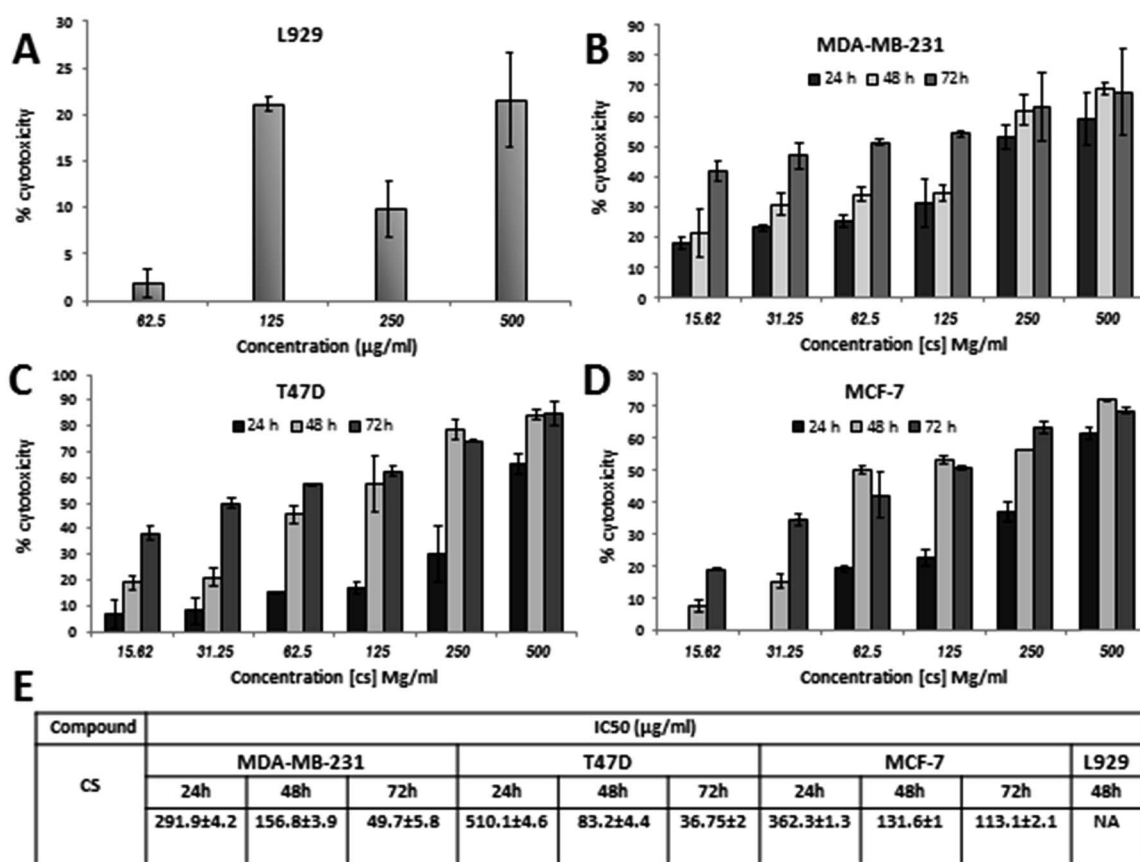 A
L929
% cytotoxicity
30
25
20
15
10
5
0
62.5 125 250 500
Concentration (µg/ml)
B
MDA-MB-231
24 h 48 h 72h
% cytotoxicity
90
80
70
60
50
40
30
20
10
0
15.62 31.25 62.5 125 250 500
Concentration [cs] Mg/ml
C
T47D
24 h 48 h 72h
% cytotoxicity
100
90
80
70
60
50
40
30
20
10
0
15.62 31.25 62.5 125 250 500
Concentration [cs] Mg/ml
D
MCF-7
24 h 48 h 72 h
% cytotoxicity
80
70
60
50
40
30
20
10
0
15.62 31.25 62.5 125 250 500
Concentration [cs] Mg/ml
E
Compound IC50 (µg/ml)
CS MDA-MB-231 T47D MCF-7 L929
24h 48h 72h 24h 48h 72h 24h 48h 72h 48h
291.9±4.2 156.8±3.9 49.7±5.8 510.1±4.6 83.2±4.4 36.75±2 362.3±1.3 131.6±1 113.1±2.1 NA